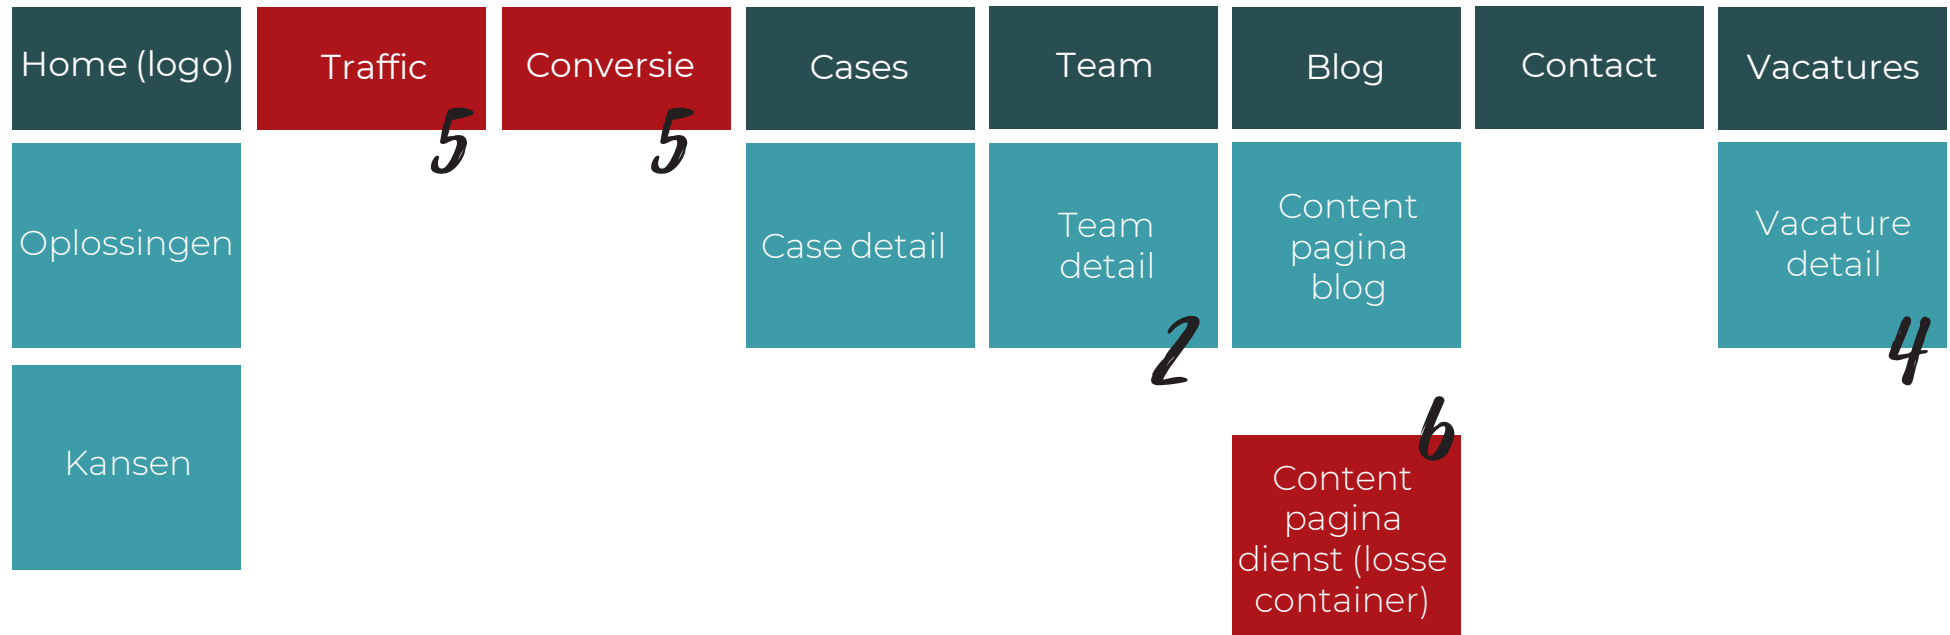 Home (logo)
Traffic
Conversie
Cases
Team
Blog
Contact
Vacatures
5
5
Oplossingen
Case detail
Team
detail
Content
pagina
blog
Vacature
detail
2
4
Kansen
6
Content
pagina
dienst (losse
container)